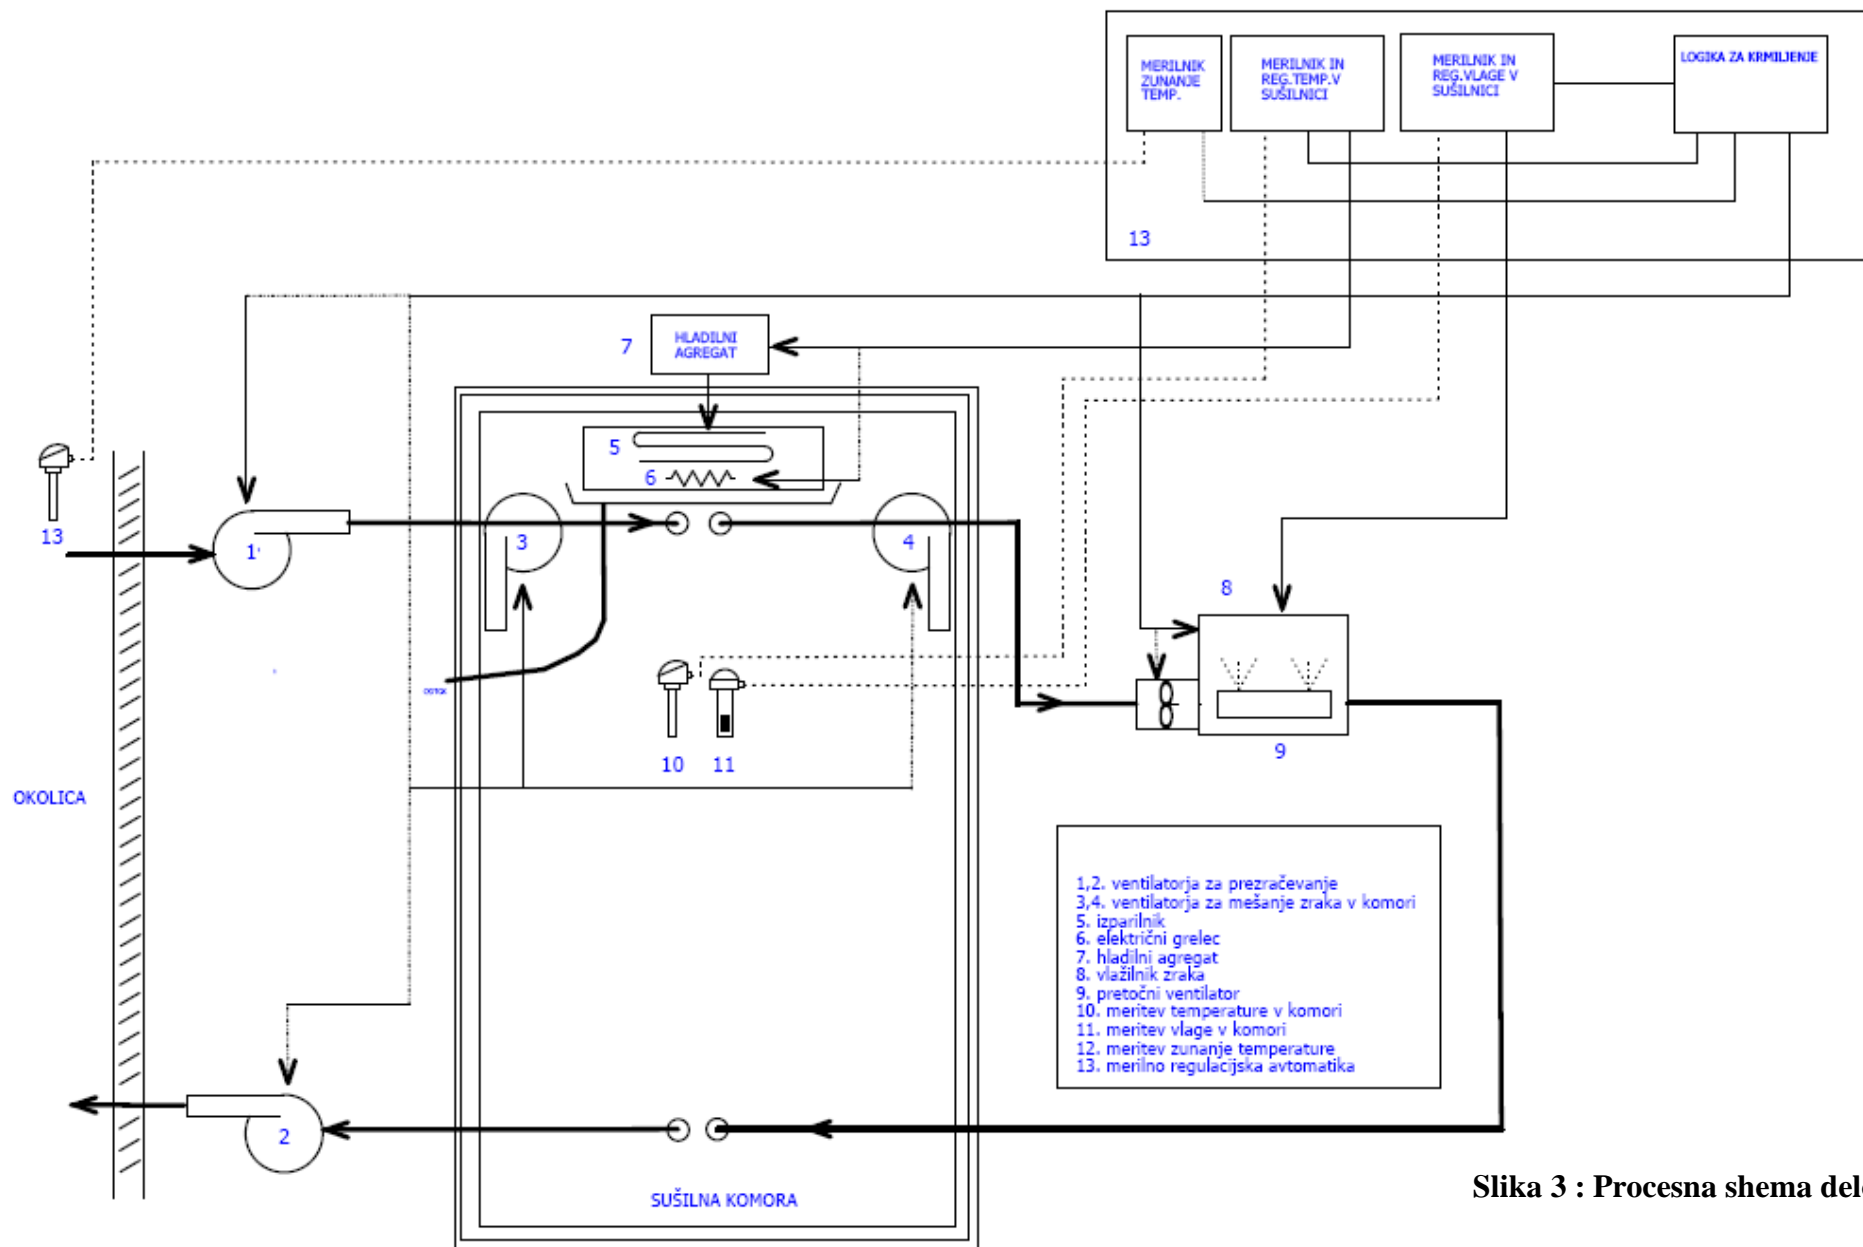 MERILNIK
ZUNANJE
TEMP.
MERILNIK IN
REG.TEMP.V
SUŠILNICI
MERILNIK IN
REG.VLAGE V
SUŠILNICI
LOGIKA ZA KRMILJENJE
13
7
HLADILNI
AGREGAT
5
6
13
1
3
4
8
10
11
9
OKOLICA
1,2. ventilatorja za prezračevanje
3,4. ventilatorja za mešanje zraka v komori
5. izparilnik
6. električni grelec
7. hladilni agregat
8. vlažilnik zraka
9. pretočni ventilator
10. meritev temperature v komori
11. meritev vlage v komori
12. meritev zunanje temperature
13. merilno regulacijska avtomatika
2
SUŠILNA KOMORA
Slika 3 : Procesna shema